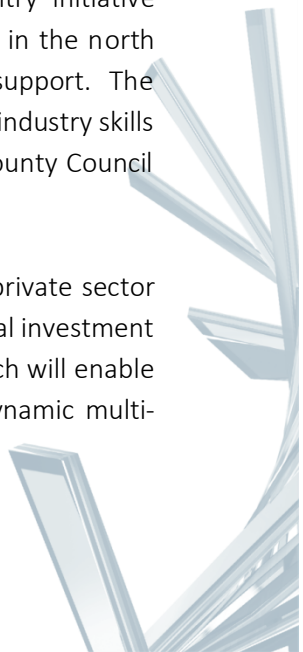 try initiative
in the north
support. The
industry skills
ounty Council
private sector
al investment
ch will enable
ynamic multi-